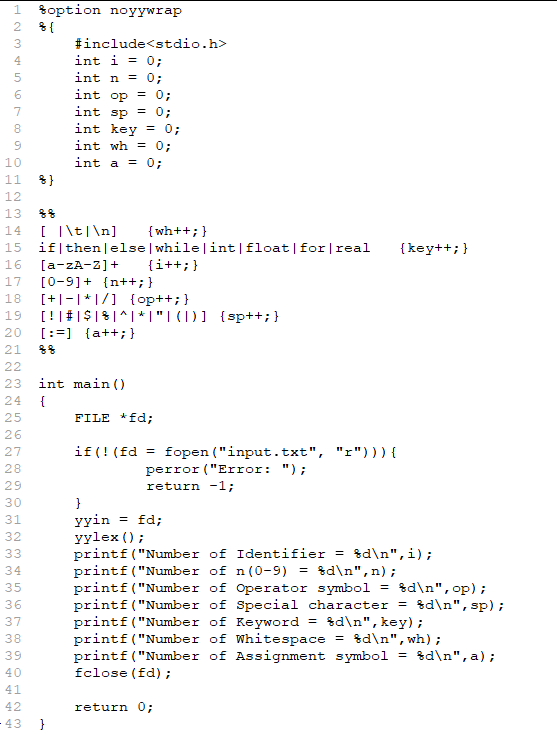 1 %option noyywrap
2 %{
3     #include<stdio.h>
4     int i = 0;
5     int n = 0;
6     int op = 0;
7     int sp = 0;
8     int key = 0;
9     int wh = 0;
10     int a = 0;
11 %}
12
13 %%
14 [ |\t|\n]   {wh++;}
15 if|then|else|while|int|float|for|real   {key++;}
16 [a-zA-Z]+   {i++;}
17 [0-9]+ {n++;}
18 [+|-|*|/] {op++;}
19 [!|#|$|%|^|*|"|(|)] {sp++;}
20 [:=] {a++;}
21 %%
22
23 int main()
24 {
25     FILE *fd;
26
27     if(!(fd = fopen("input.txt", "r"))){
28             perror("Error: ");
29             return -1;
30     }
31     yyin = fd;
32     yylex();
33     printf("Number of Identifier = %d\n",i);
34     printf("Number of n(0-9) = %d\n",n);
35     printf("Number of Operator symbol = %d\n",op);
36     printf("Number of Special character = %d\n",sp);
37     printf("Number of Keyword = %d\n",key);
38     printf("Number of Whitespace = %d\n",wh);
39     printf("Number of Assignment symbol = %d\n",a);
40     fclose(fd);
41
42     return 0;
43 }